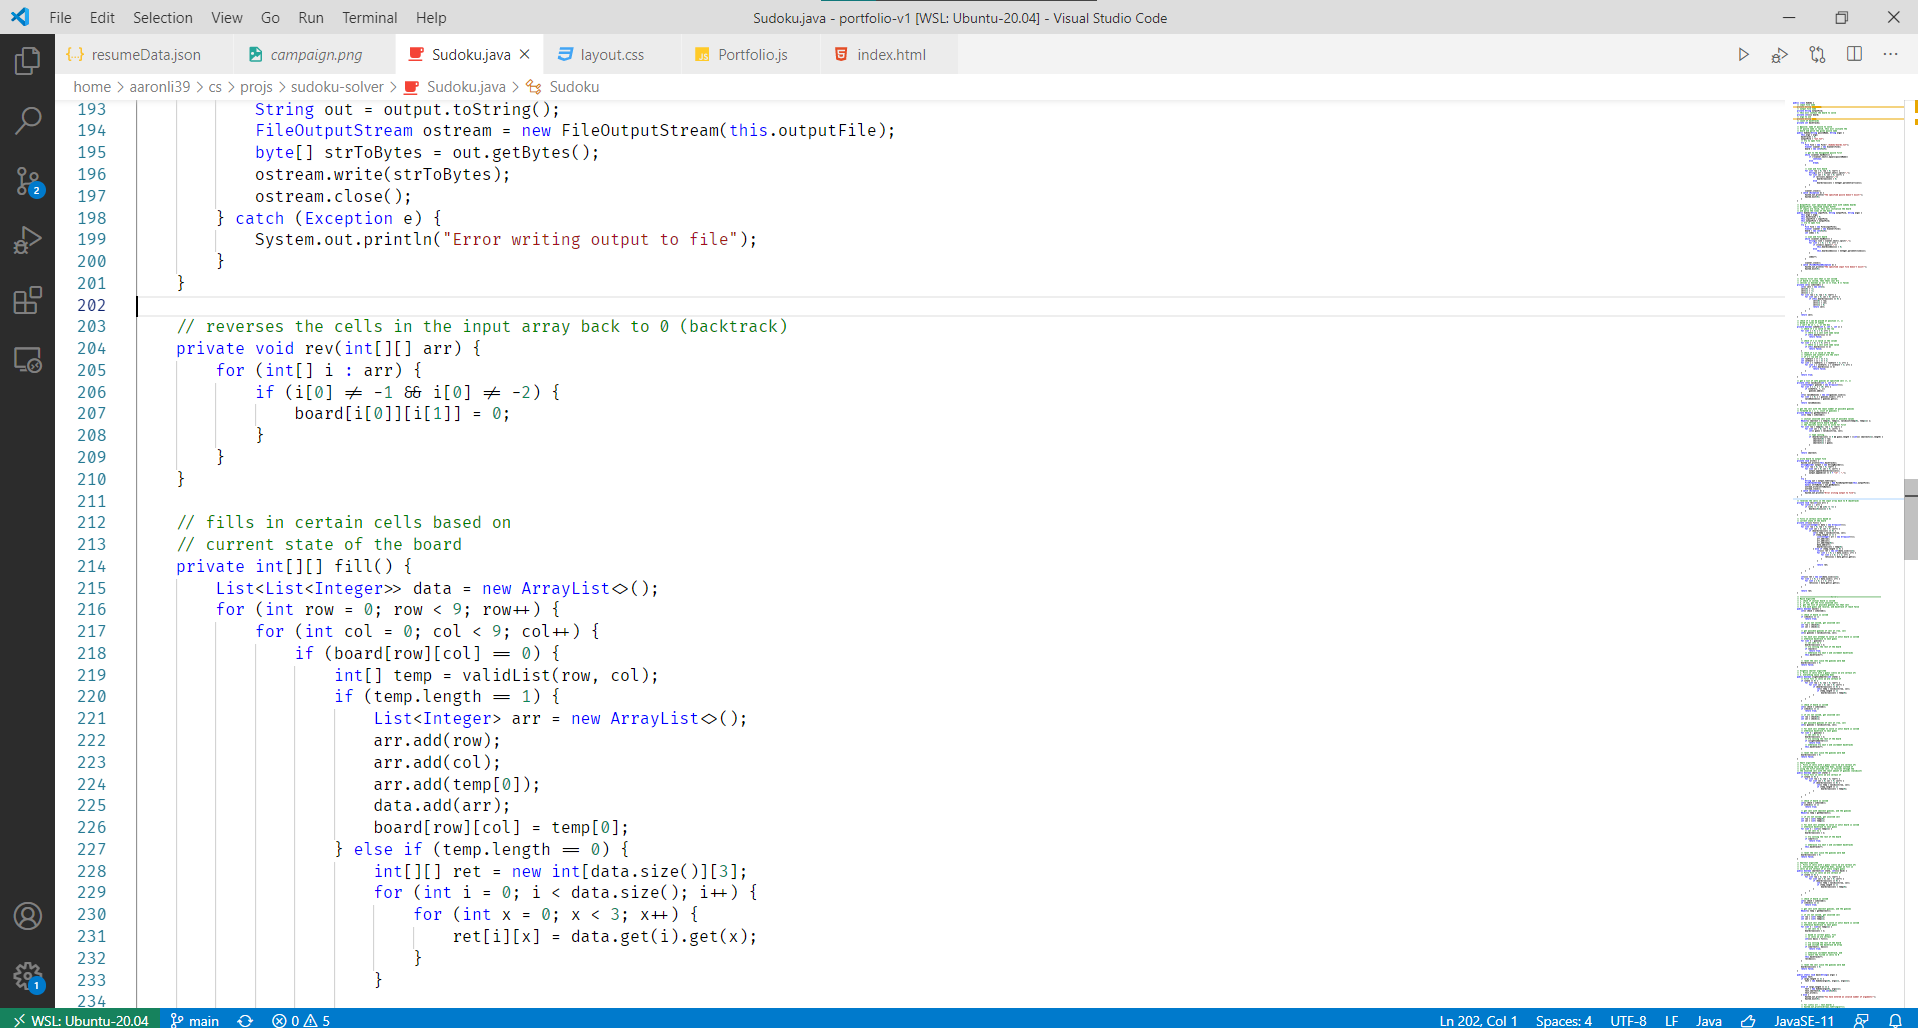 File Edit Selection View Go Run Terminal Help
Sudoku.java - portfolio-v1 [WSL: Ubuntu-20.04] - Visual Studio Code
resumeData.json campaign.png Sudoku.java layout.css Portfolio.js index.html
home > aaronli39 > cs > projs > sudoku-solver > Sudoku.java > Sudoku
193 String out = output.toString();
194 FileOutputStream ostream = new FileOutputStream(this.outputFile);
195 byte[] strToBytes = out.getBytes();
196 ostream.write(strToBytes);
197 ostream.close();
198 } catch (Exception e) {
199 System.out.println("Error writing output to file");
200 }
201 }
202
203 // reverses the cells in the input array back to 0 (backtrack)
204 private void rev(int[][] arr) {
205 for (int[] i : arr) {
206 if (i[0] != -1 && i[0] != -2) {
207 board[i[0]][i[1]] = 0;
208 }
209 }
210 }
211
212 // fills in certain cells based on
213 // current state of the board
214 private int[][] fill() {
215 List<List<Integer>> data = new ArrayList<>();
216 for (int row = 0; row < 9; row++) {
217 for (int col = 0; col < 9; col++) {
218 if (board[row][col] == 0) {
219 int[] temp = validList(row, col);
220 if (temp.length == 1) {
221 List<Integer> arr = new ArrayList<>();
222 arr.add(row);
223 arr.add(col);
224 arr.add(temp[0]);
225 data.add(arr);
226 board[row][col] = temp[0];
227 } else if (temp.length == 0) {
228 int[][] ret = new int[data.size()][3];
229 for (int i = 0; i < data.size(); i++) {
230 for (int x = 0; x < 3; x++) {
231 ret[i][x] = data.get(i).get(x);
232 }
233 }
234
2
1
WSL: Ubuntu-20.04 main 0 5 Ln 202, Col 1 Spaces: 4 UTF-8 LF Java JavaSE-11